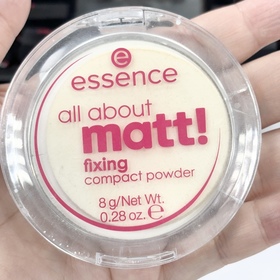 essence
all about
matt!
fixing
compact powder
8 g/Net Wt.
0.28 oz. ℮